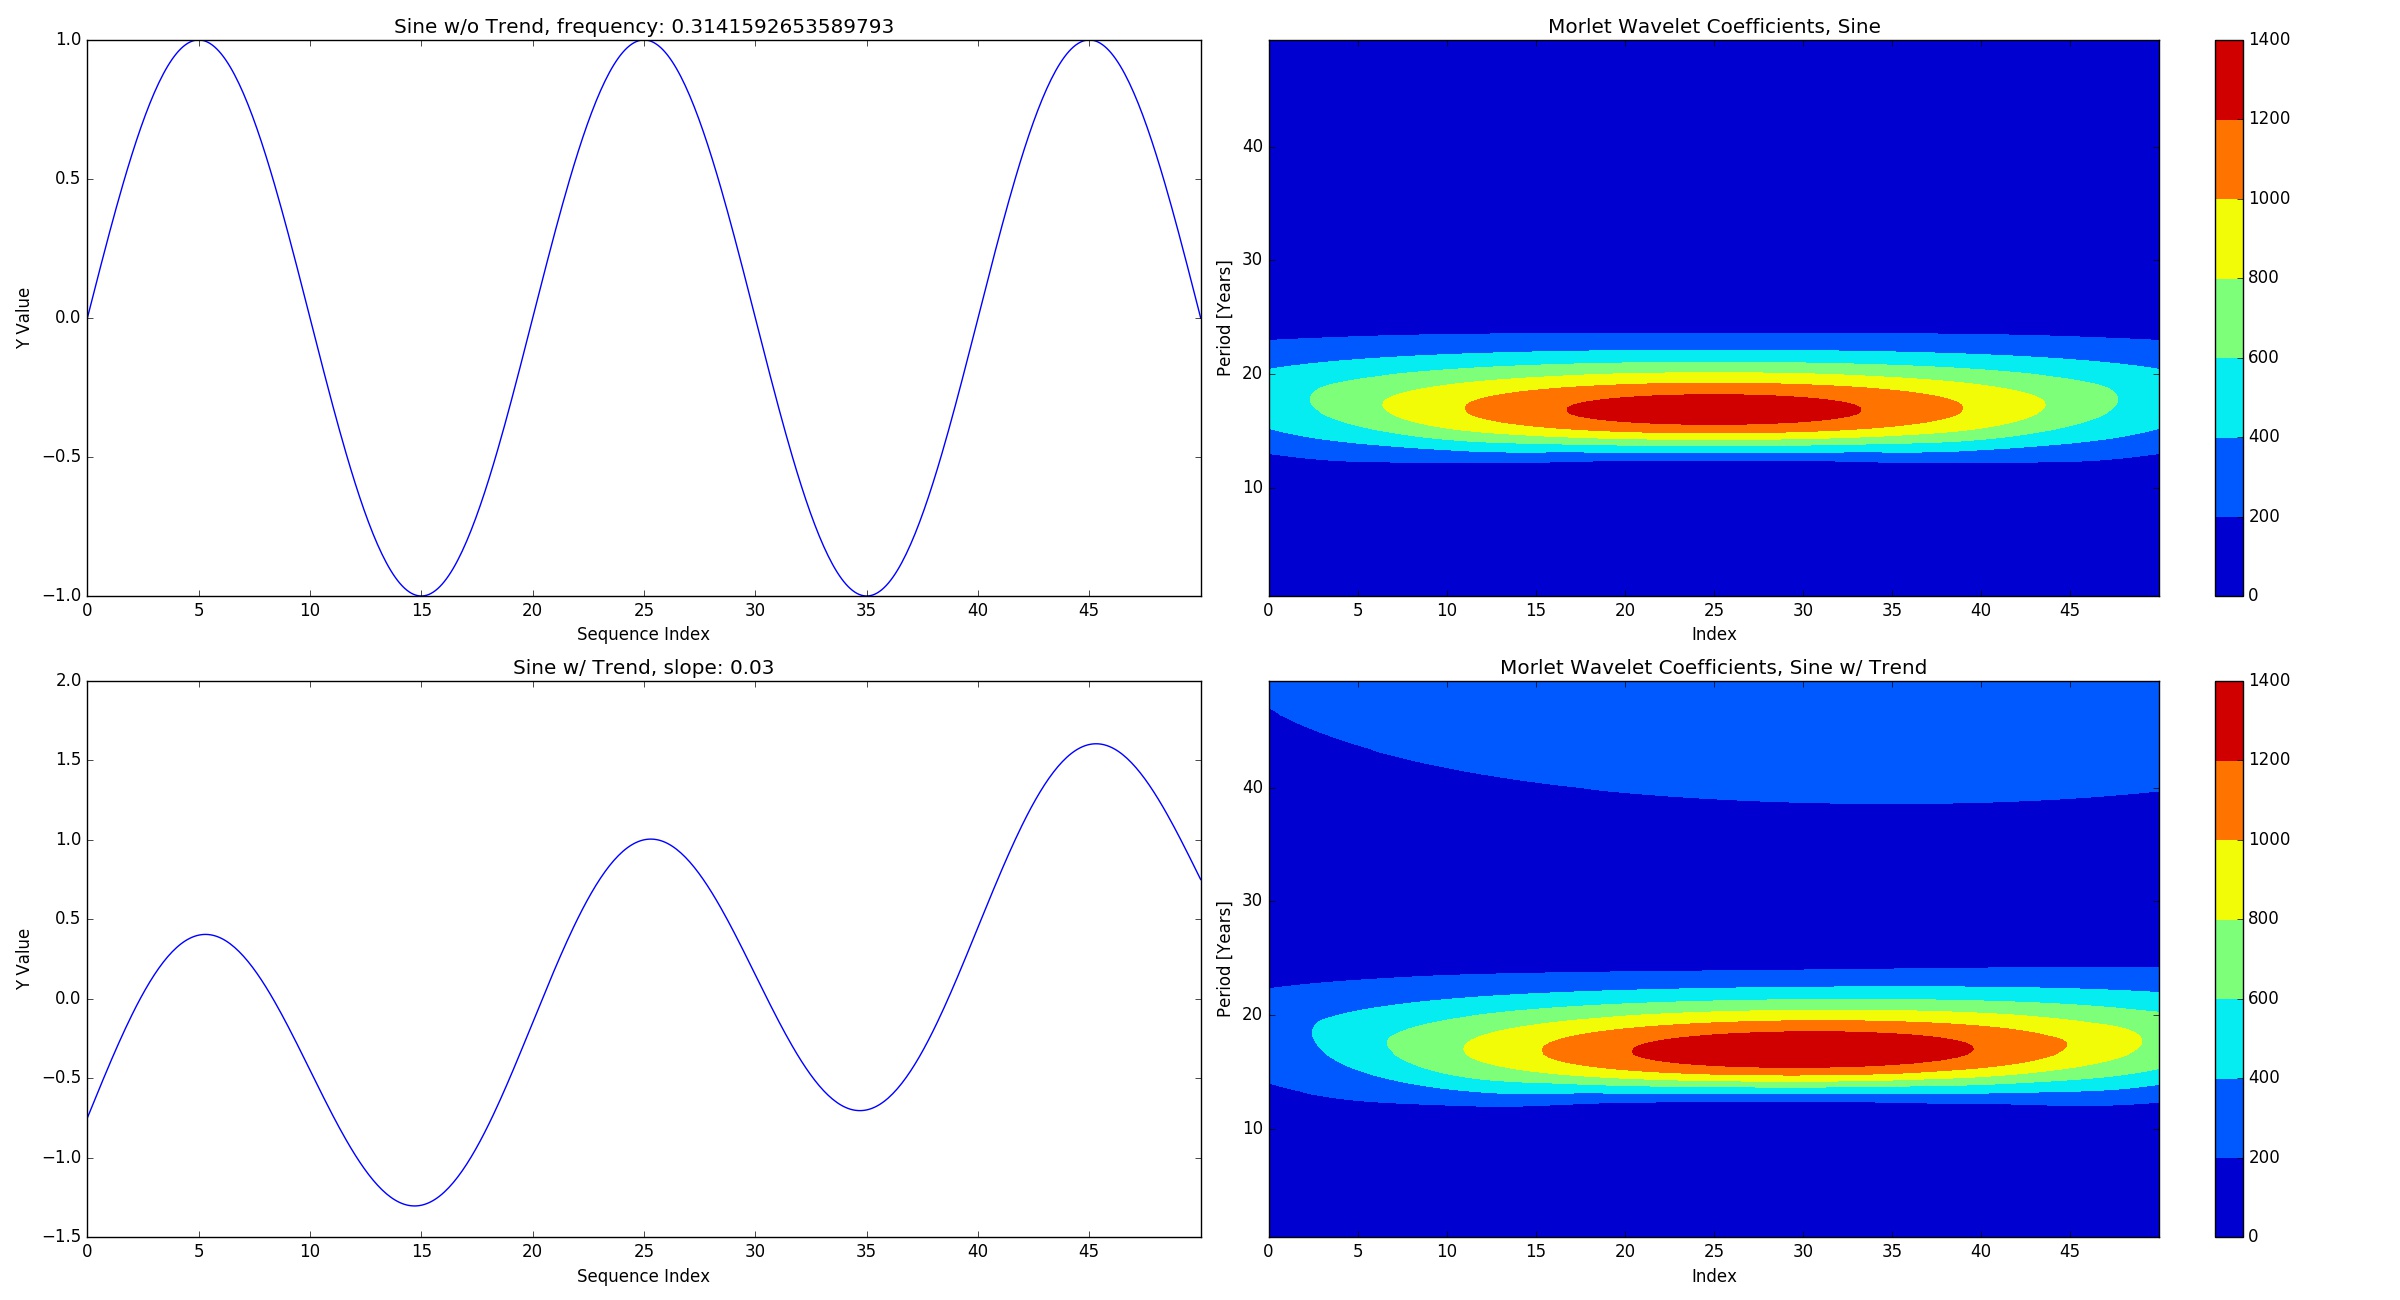 Sine w/o Trend, frequency: 0.3141592653589793
1.0
0.5
0.0
−0.5
−1.0
Y Value
0 5 10 15 20 25 30 35 40 45
Sequence Index
Morlet Wavelet Coefficients, Sine
40
30
20
10
Period [Years]
0 5 10 15 20 25 30 35 40 45
Index
1400
1200
1000
800
600
400
200
0
Sine w/ Trend, slope: 0.03
2.0
1.5
1.0
0.5
0.0
−0.5
−1.0
−1.5
Y Value
0 5 10 15 20 25 30 35 40 45
Sequence Index
Morlet Wavelet Coefficients, Sine w/ Trend
40
30
20
10
Period [Years]
0 5 10 15 20 25 30 35 40 45
Index
1400
1200
1000
800
600
400
200
0